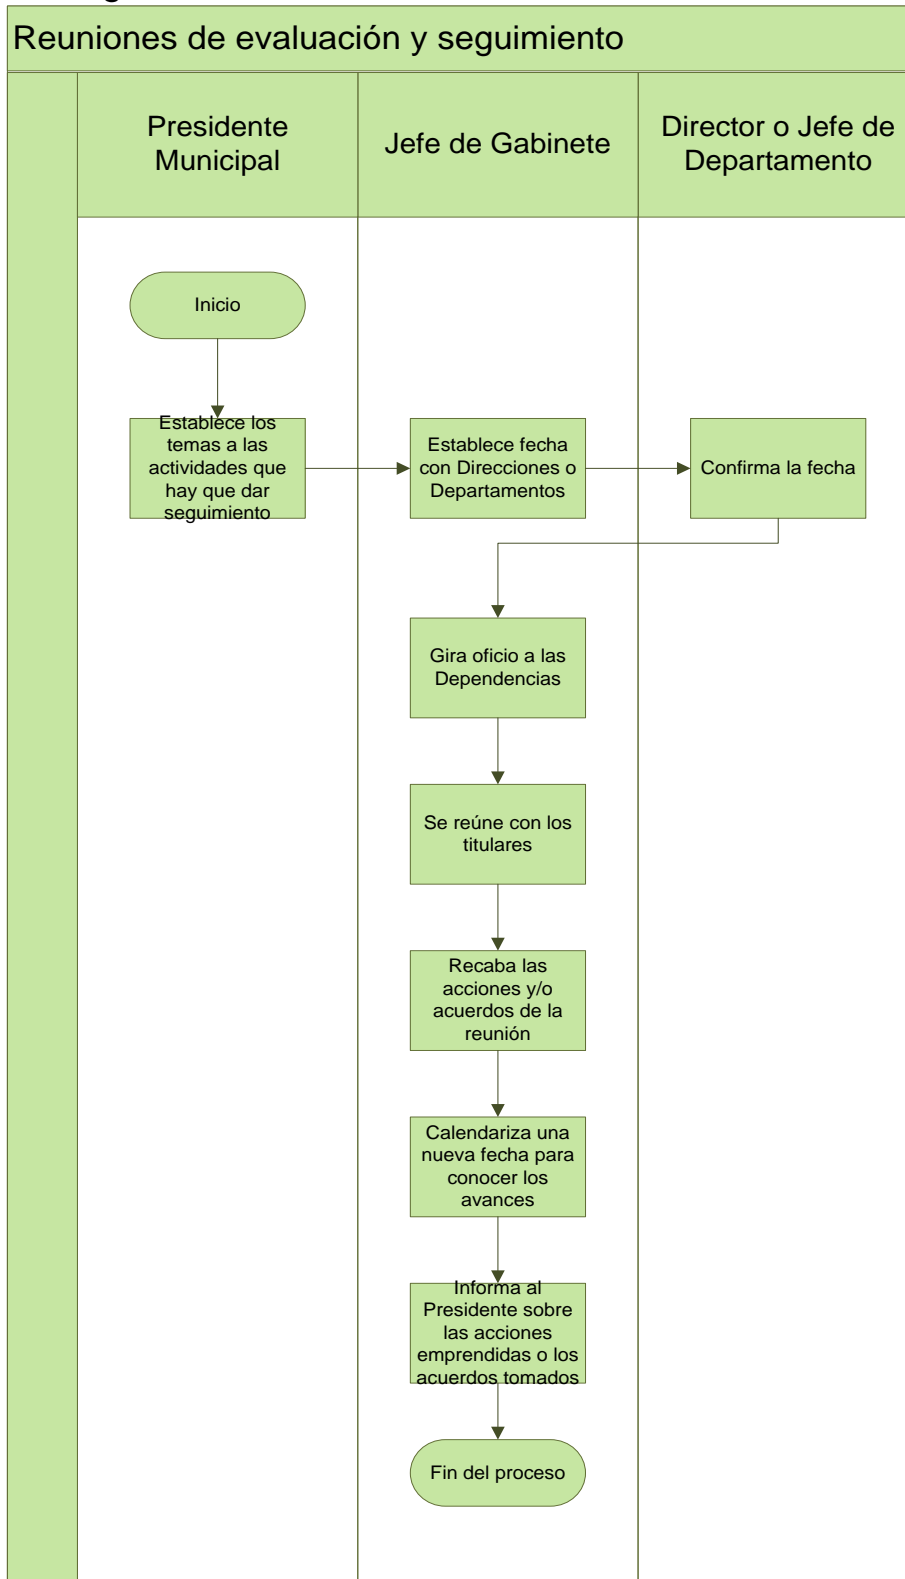 Reuniones de evaluación y seguimiento
Presidente
Municipal
Jefe de Gabinete
Director o Jefe de
Departamento
Inicio
Establece los
temas a las
actividades que
hay que dar
seguimiento
Establece fecha
con Direcciones o
Departamentos
Confirma la fecha
Gira oficio a las
Dependencias
Se reúne con los
titulares
Recaba las
acciones y/o
acuerdos de la
reunión
Calendariza una
nueva fecha para
conocer los
avances
Informa al
Presidente sobre
las acciones
emprendidas o los
acuerdos tomados
Fin del proceso